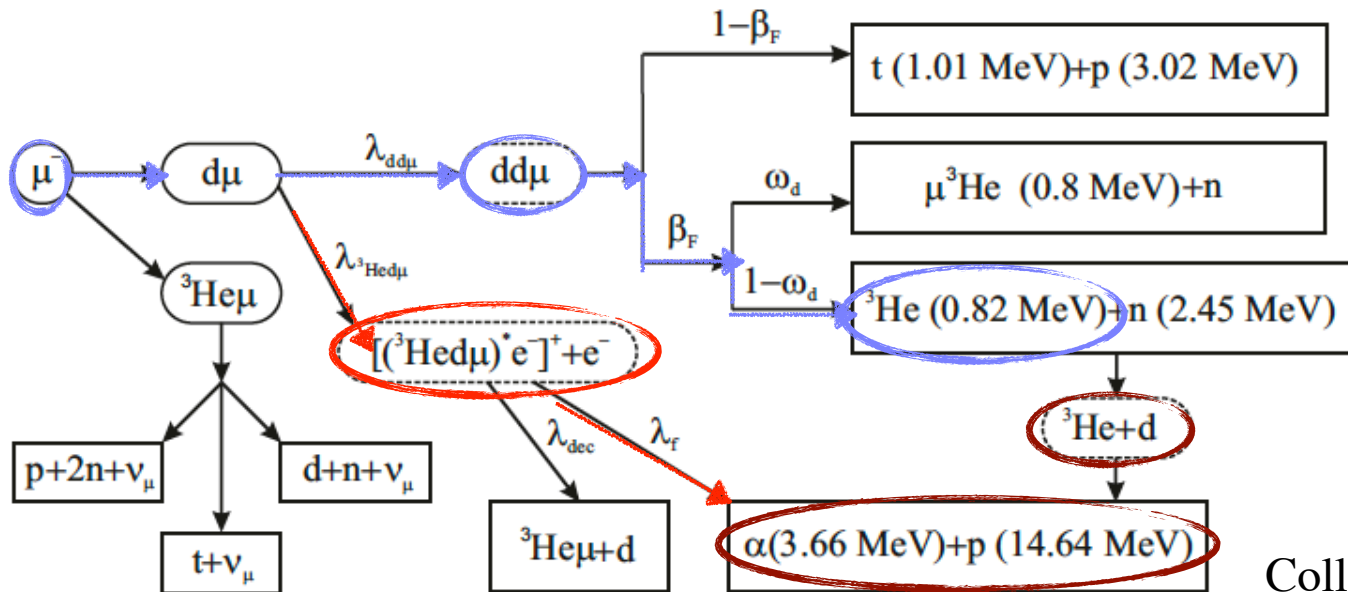 1−β_F
t (1.01 MeV)+p (3.02 MeV)
μ⁻
dμ
λ_ddμ
ddμ
ω_d
μ³He (0.8 MeV)+n
β_F
λ_³Hedμ
³Heμ
1−ω_d
³He (0.82 MeV)+n (2.45 MeV)
[(³Hedμ)*e⁻]⁺+e⁻
³He+d
λ_dec
λ_f
p+2n+ν_μ
d+n+ν_μ
t+ν_μ
³Heμ+d
α(3.66 MeV)+p (14.64 MeV)
Coll